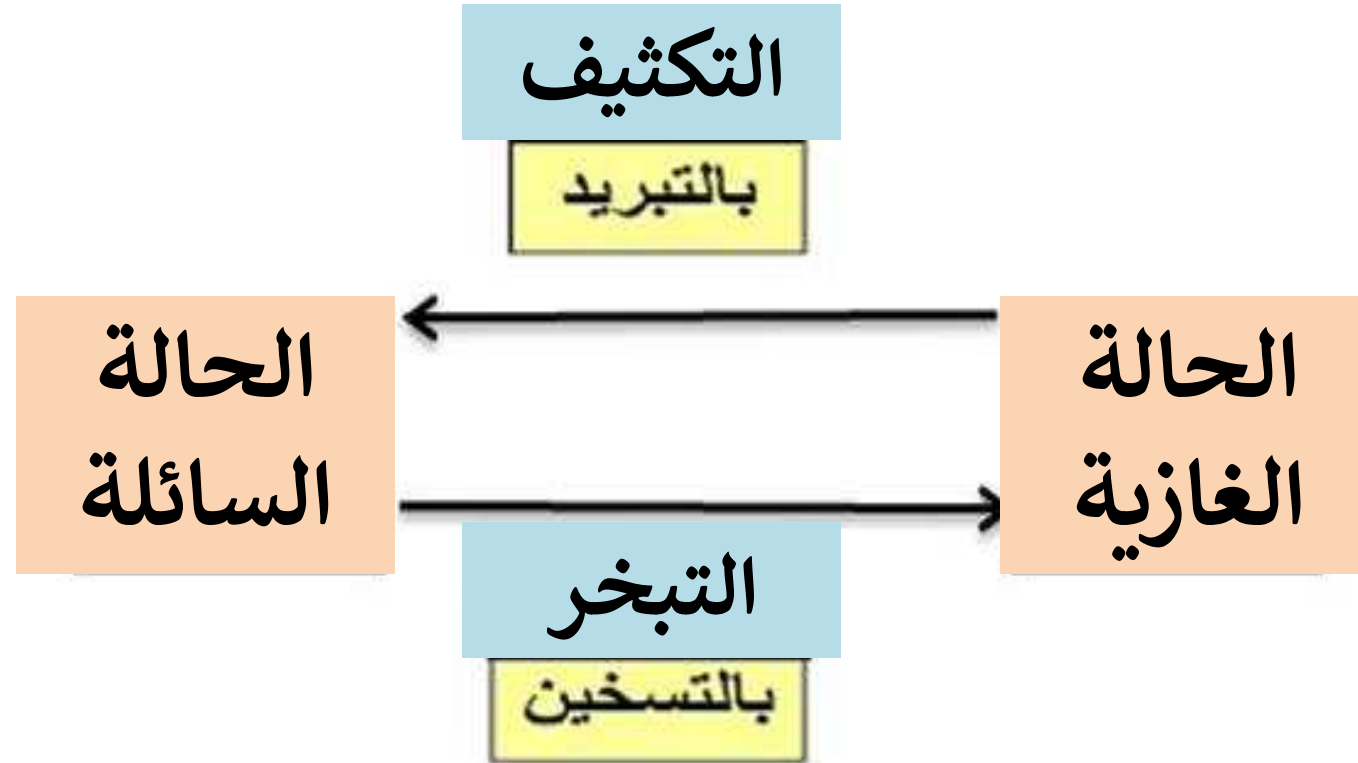 التكثيف
بالتبريد
الحالة
الغازية
الحالة
السائلة
التبخر
بالتسخين